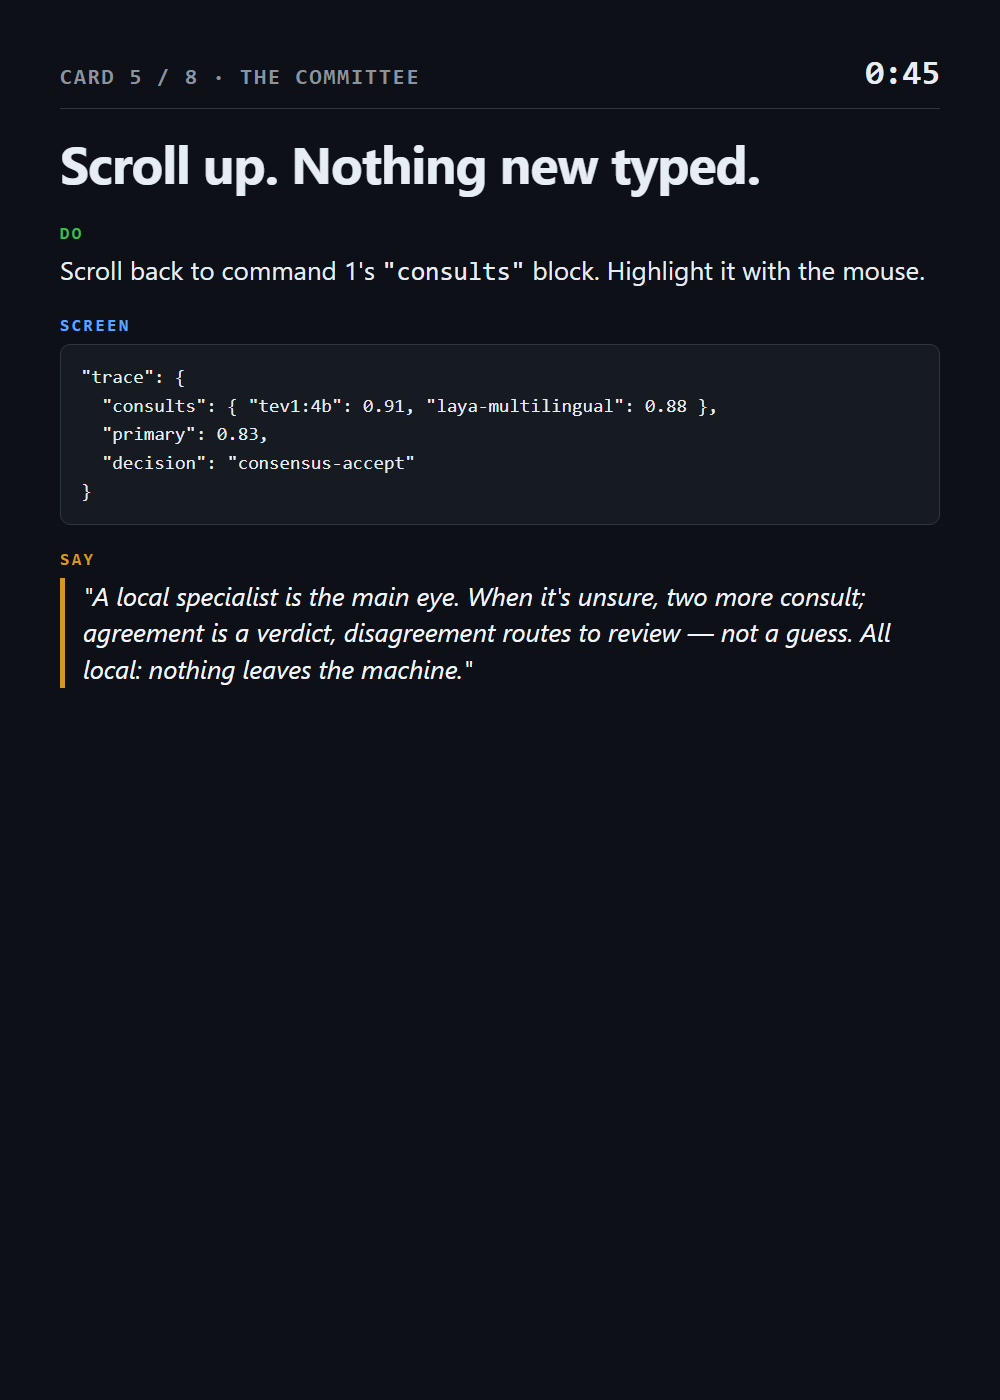 CARD 5 / 8 · THE COMMITTEE
0:45
Scroll up. Nothing new typed.
DO
Scroll back to command 1's "consults" block. Highlight it with the mouse.
SCREEN
"trace": {
  "consults": { "tev1:4b": 0.91, "laya-multilingual": 0.88 },
  "primary": 0.83,
  "decision": "consensus-accept"
}
SAY
"A local specialist is the main eye. When it's unsure, two more consult;
agreement is a verdict, disagreement routes to review — not a guess. All
local: nothing leaves the machine."